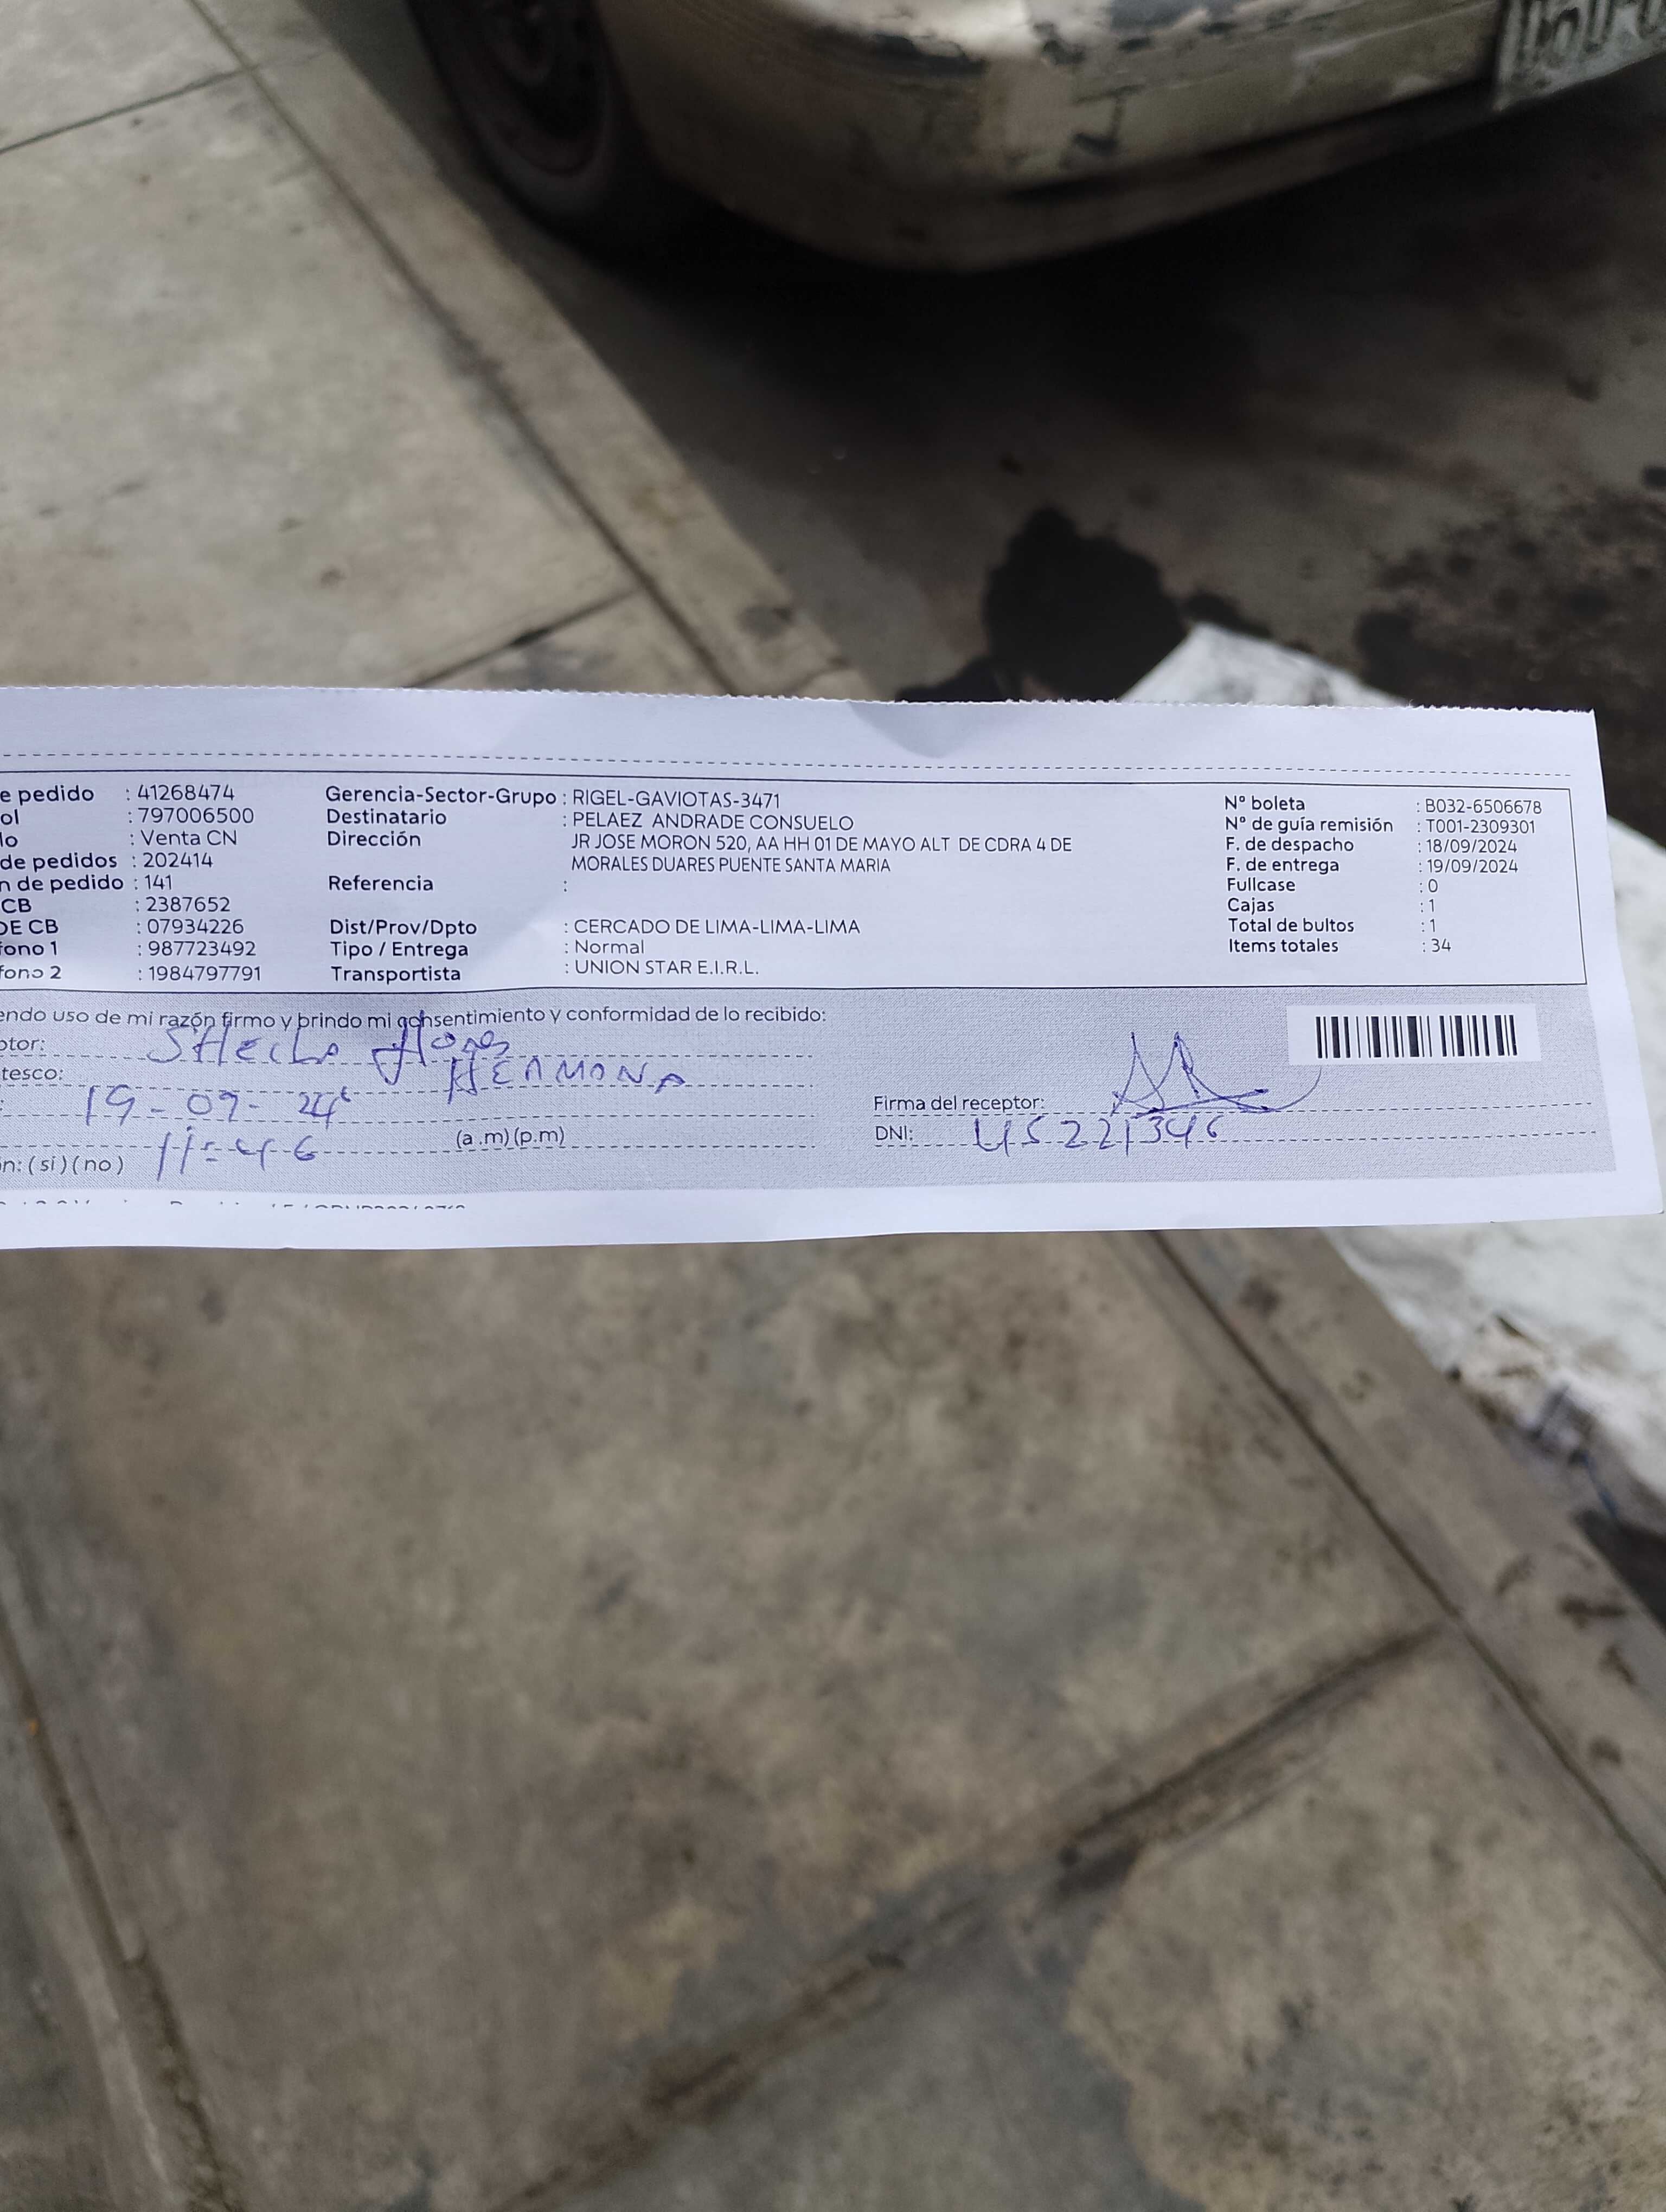 e pedido : 41268474 Gerencia-Sector-Grupo : RIGEL-GAVIOTAS-3471 Nº boleta : B032-6506678
ol : 797006500 Destinatario : PELAEZ ANDRADE CONSUELO Nº de guía remisión : T001-2309301
lo : Venta CN Dirección JR JOSE MORON 520, AA HH 01 DE MAYO ALT DE CDRA 4 DE F. de despacho : 18/09/2024
de pedidos : 202414 MORALES DUARES PUENTE SANTA MARIA F. de entrega : 19/09/2024
n de pedido : 141 Referencia : Fullcase : 0
CB : 2387652 Cajas : 1
DE CB : 07934226 Dist/Prov/Dpto : CERCADO DE LIMA-LIMA-LIMA Total de bultos : 1
fono 1 : 987723492 Tipo / Entrega : Normal Items totales : 34
fono 2 : 1984797791 Transportista : UNION STAR E.I.R.L.
endo uso de mi razón firmo y brindo mi consentimiento y conformidad de lo recibido:
ptor: Flores
tesco: HERMONA
: 19-09-24 Firma del receptor:
11:46 (a .m)(p.m) DNI: 45221346
n: (si)(no)